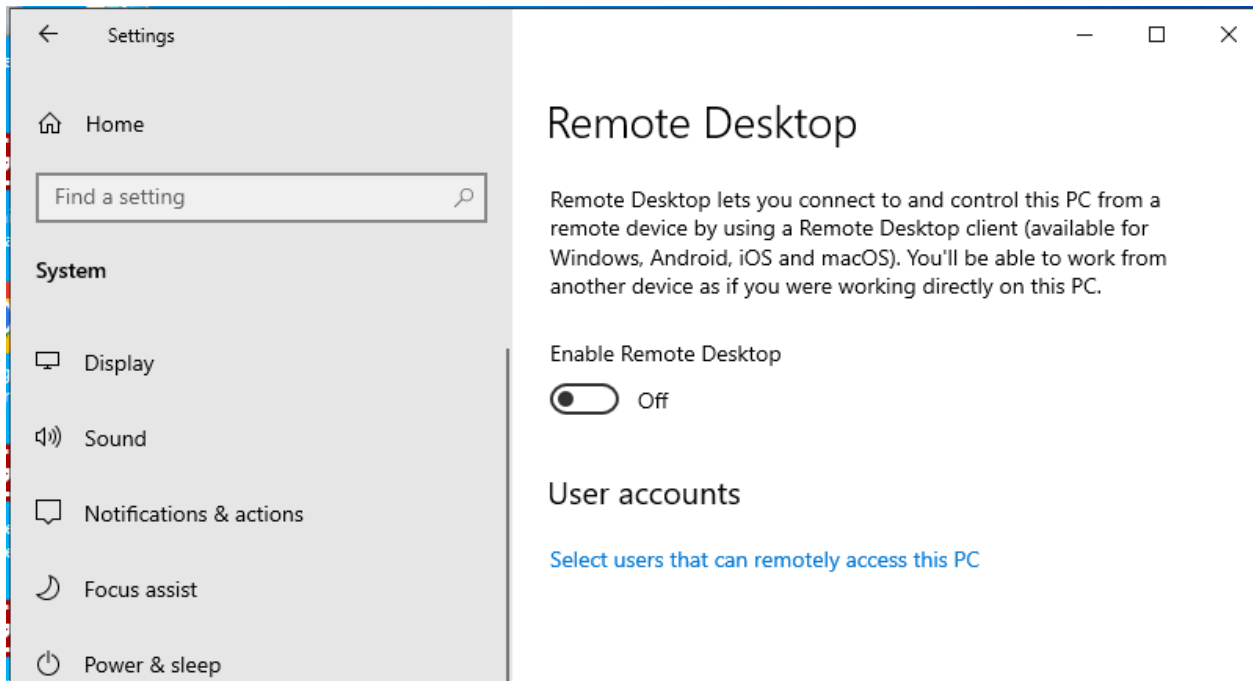 Settings
Home
Find a setting
System
Display
Sound
Notifications & actions
Focus assist
Power & sleep
Remote Desktop
Remote Desktop lets you connect to and control this PC from a
remote device by using a Remote Desktop client (available for
Windows, Android, iOS and macOS). You'll be able to work from
another device as if you were working directly on this PC.
Enable Remote Desktop
Off
User accounts
Select users that can remotely access this PC